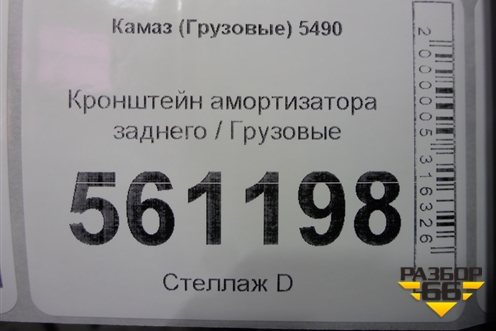 Камаз (Грузовые) 5490
Кронштейн амортизатора
заднего / Грузовые
561198
Стеллаж D
2000005316326
РАЗБОР
66